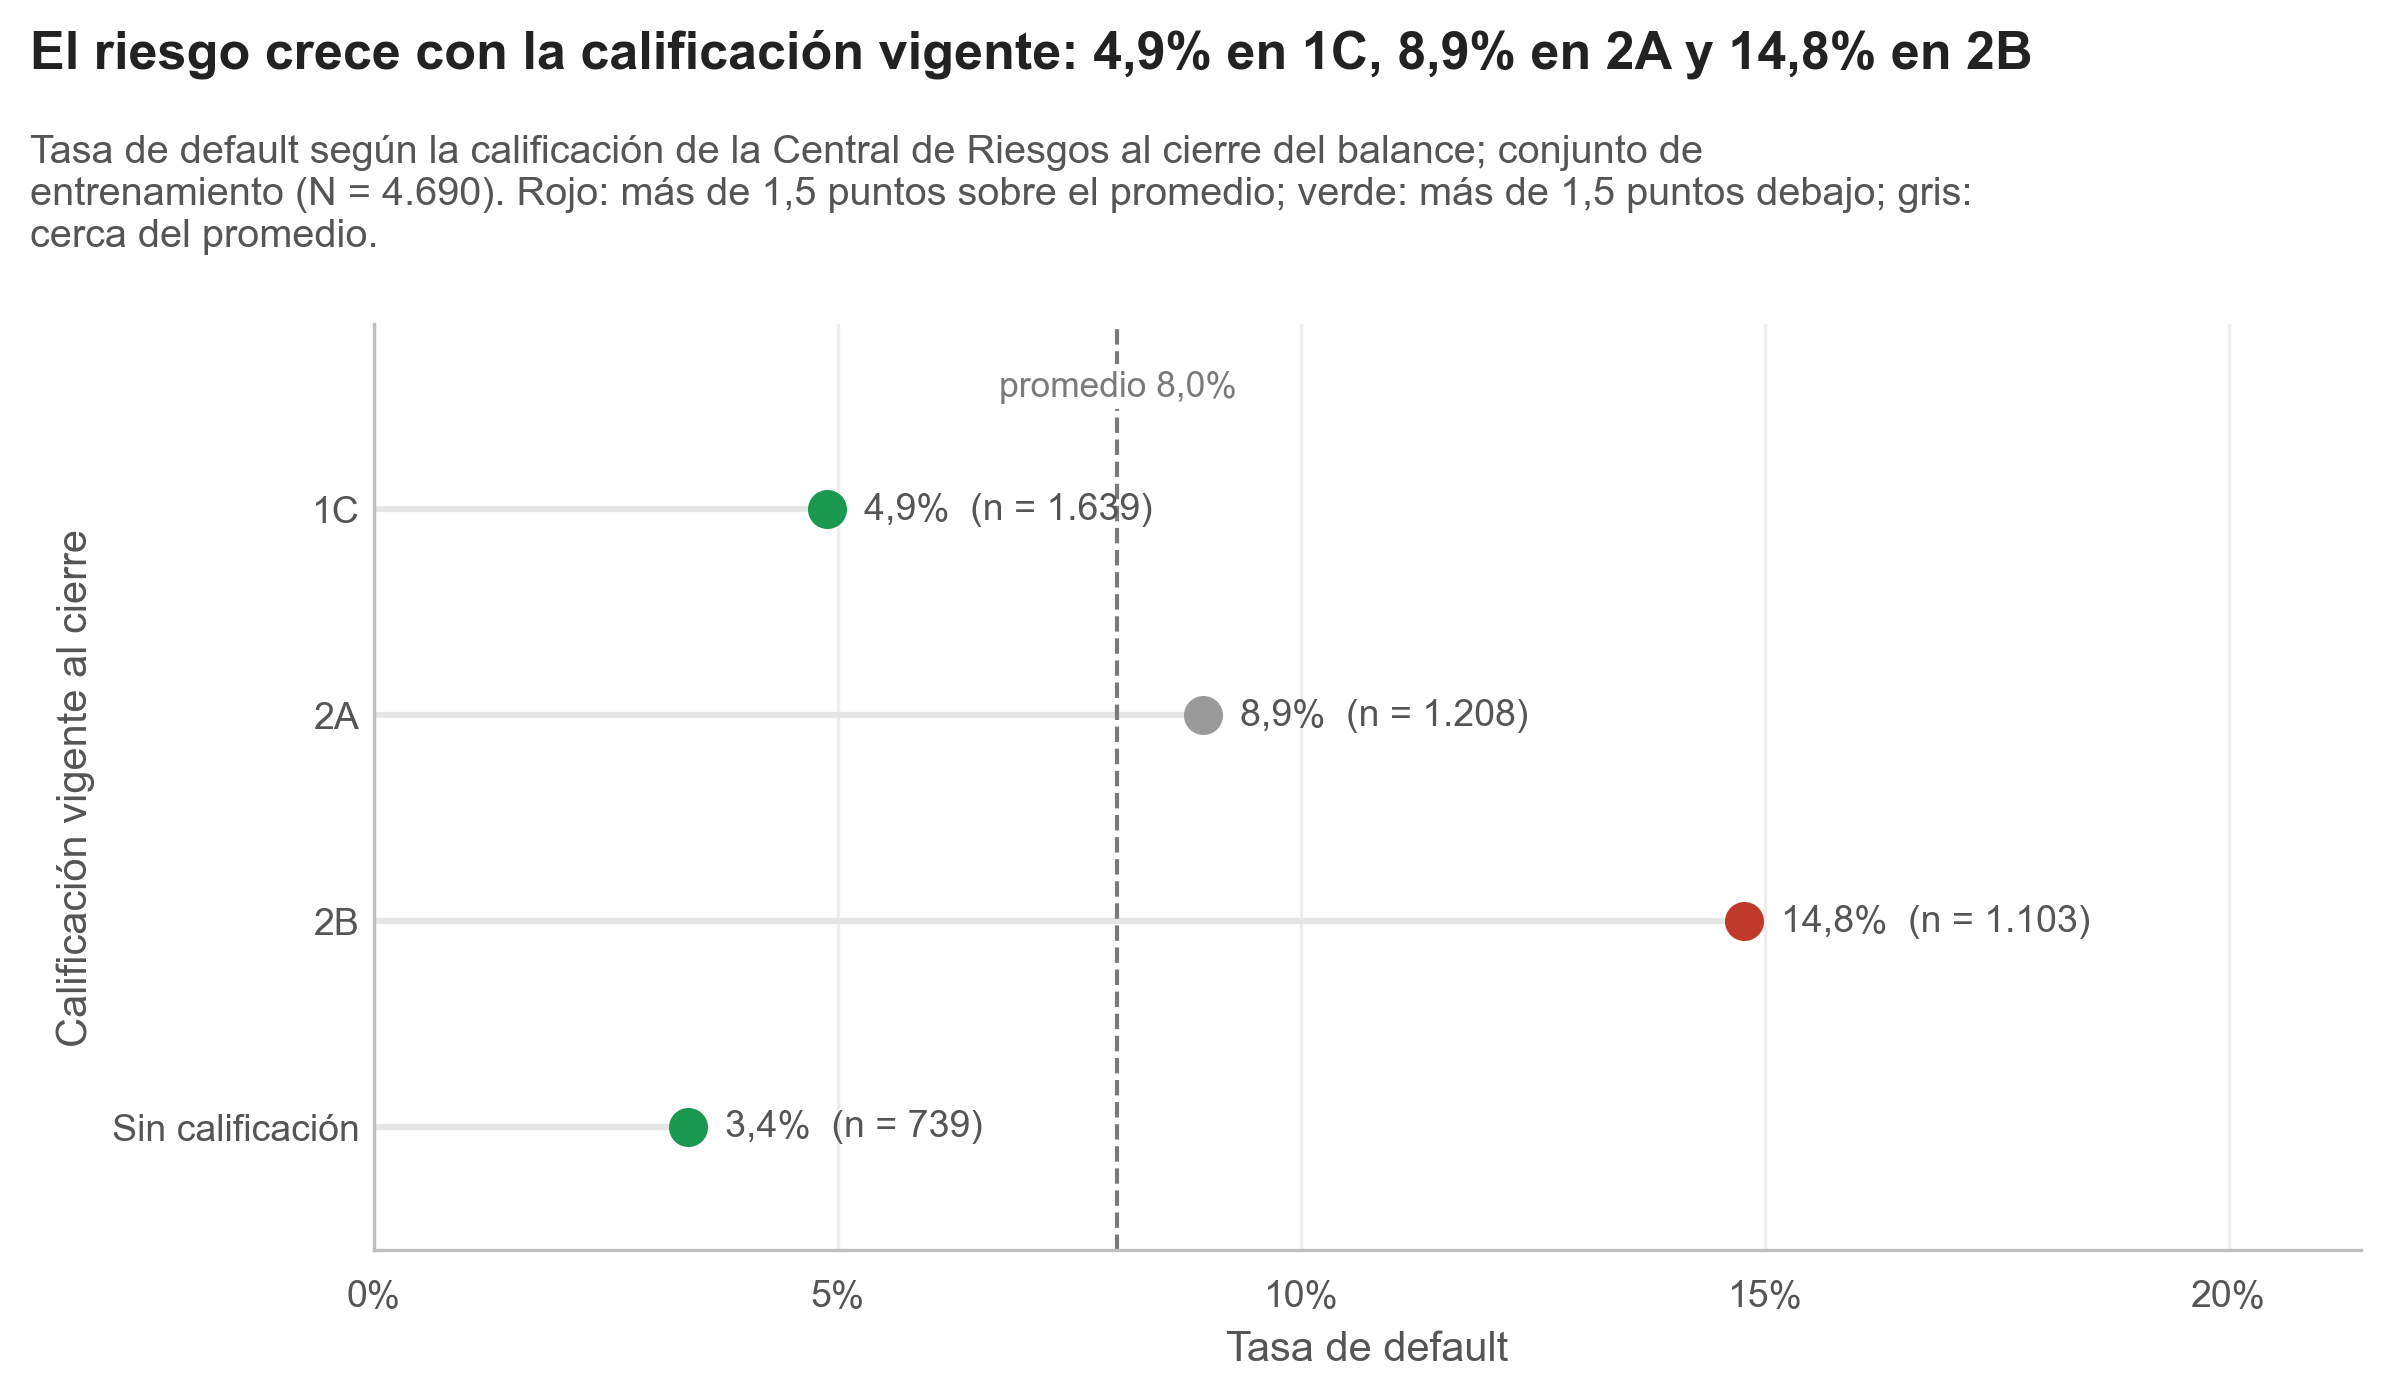 El riesgo crece con la calificación vigente: 4,9% en 1C, 8,9% en 2A y 14,8% en 2B
Tasa de default según la calificación de la Central de Riesgos al cierre del balance; conjunto de
entrenamiento (N = 4.690). Rojo: más de 1,5 puntos sobre el promedio; verde: más de 1,5 puntos debajo; gris:
cerca del promedio.
promedio 8,0%
Calificación vigente al cierre
1C
4,9% (n = 1.639)
2A
8,9% (n = 1.208)
2B
14,8% (n = 1.103)
Sin calificación
3,4% (n = 739)
0% 5% 10% 15% 20%
Tasa de default